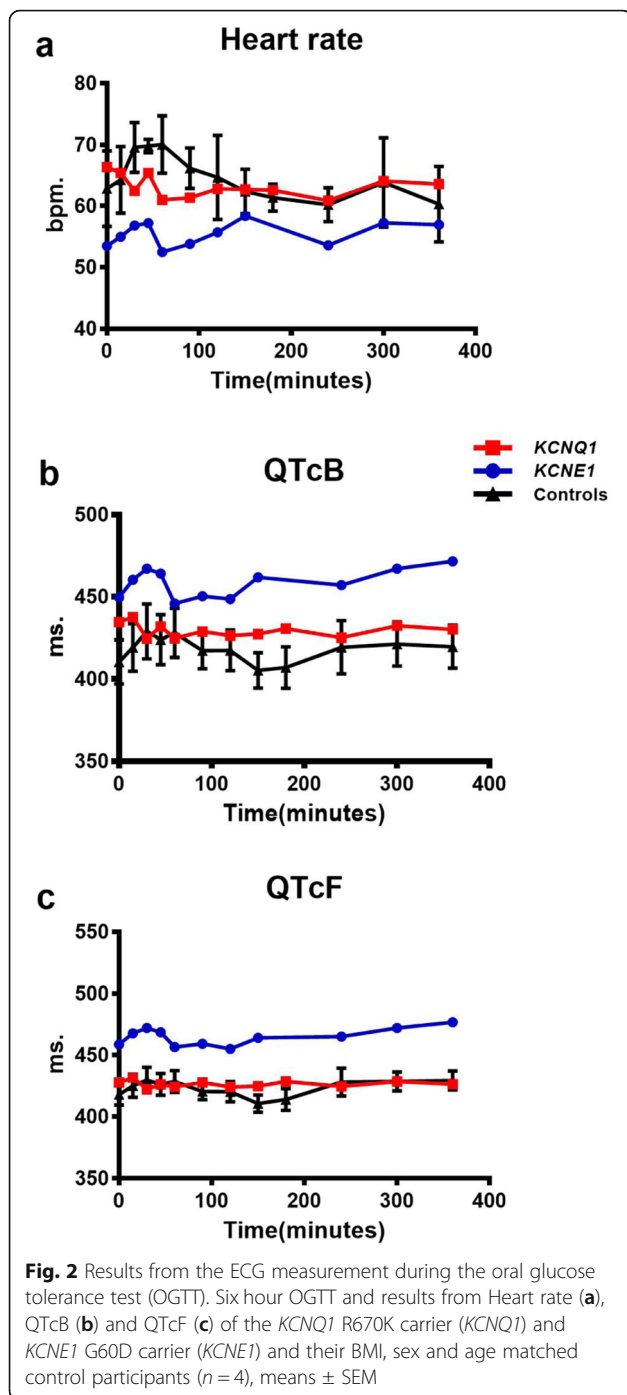 a
Heart rate
80
70
60
50
40
bpm.
0 100 200 300 400
Time(minutes)
b
QTcB
KCNQ1
KCNE1
Controls
500
450
400
350
ms.
0 100 200 300 400
Time(minutes)
c
QTcF
550
500
450
400
350
ms.
0 100 200 300 400
Time(minutes)
Fig. 2 Results from the ECG measurement during the oral glucose
tolerance test (OGTT). Six hour OGTT and results from Heart rate (a),
QTcB (b) and QTcF (c) of the KCNQ1 R670K carrier (KCNQ1) and
KCNE1 G60D carrier (KCNE1) and their BMI, sex and age matched
control participants (n = 4), means ± SEM